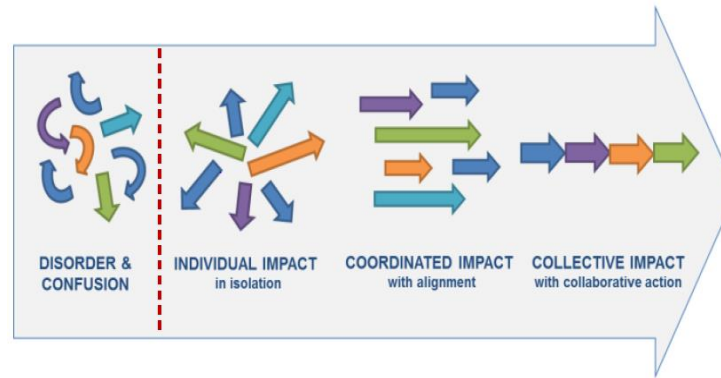 DISORDER &
CONFUSION
INDIVIDUAL IMPACT
in isolation
COORDINATED IMPACT
with alignment
COLLECTIVE IMPACT
with collaborative action